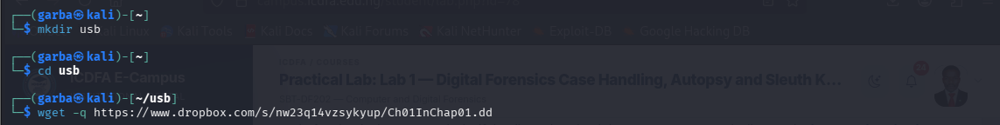 ┌──(garba㉿kali)-[~]
└─$ mkdir usb
Kali Linux Kali Tools Kali Docs Kali Forums Kali NetHunter Exploit-DB Google Hacking DB
┌──(garba㉿kali)-[~]
└─$ cd usb
ICDFA E-Campus
Practical Lab: Lab 1 — Digital Forensics Case Handling, Autopsy and Sleuth K...
┌──(garba㉿kali)-[~/usb]
└─$ wget -q https://www.dropbox.com/s/nw23q14vzsykyup/Ch01InChap01.dd